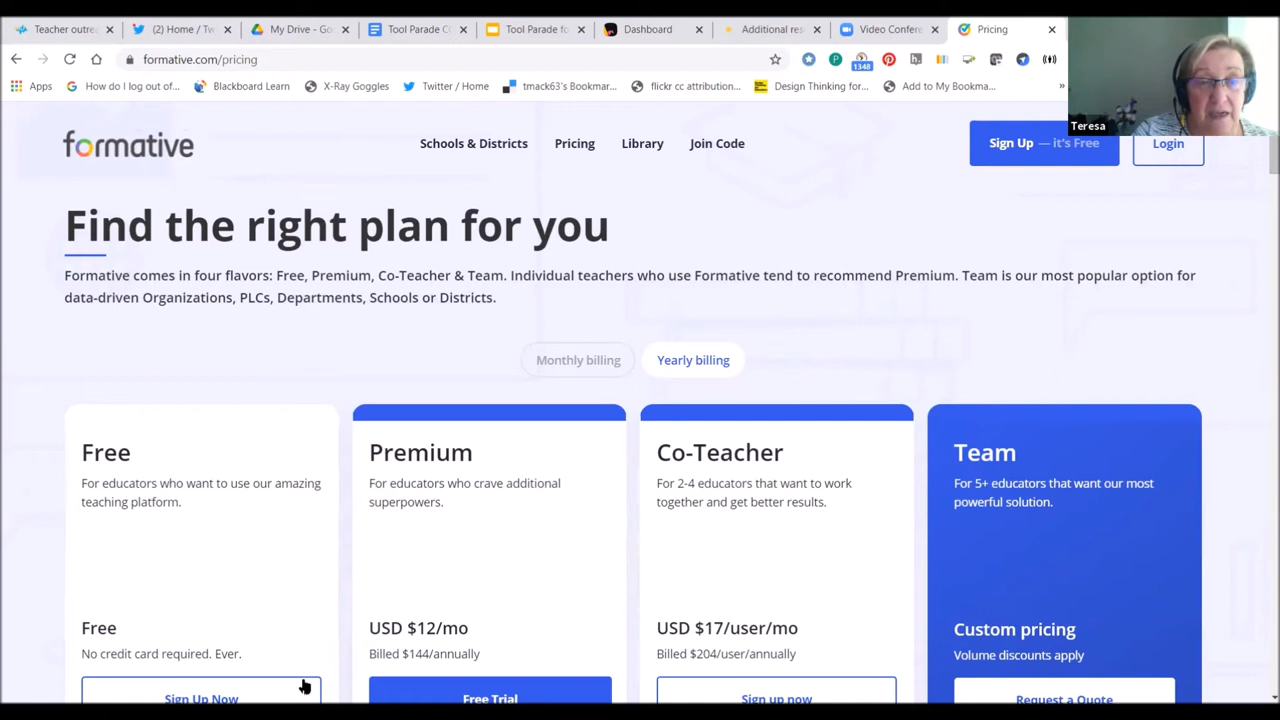 Teacher outrea
(2) Home / Tw
My Drive - Go
Tool Parade C
Tool Parade for
Dashboard
Additional res
Video Confere
Pricing
formative.com/pricing
1348
Apps
How do I log out of...
Blackboard Learn
X-Ray Goggles
Twitter / Home
tmack63's Bookmar...
flickr cc attribution...
Design Thinking for...
Add to My Bookma...
»
Teresa
formative
Schools & Districts
Pricing
Library
Join Code
Sign Up — it's Free
Login
Find the right plan for you
Formative comes in four flavors: Free, Premium, Co-Teacher & Team. Individual teachers who use Formative tend to recommend Premium. Team is our most popular option for
data-driven Organizations, PLCs, Departments, Schools or Districts.
Monthly billing
Yearly billing
Free
For educators who want to use our amazing
teaching platform.
Free
No credit card required. Ever.
Sign Up Now
Premium
For educators who crave additional
superpowers.
USD $12/mo
Billed $144/annually
Free Trial
Co-Teacher
For 2-4 educators that want to work
together and get better results.
USD $17/user/mo
Billed $204/user/annually
Sign up now
Team
For 5+ educators that want our most
powerful solution.
Custom pricing
Volume discounts apply
Request a Quote